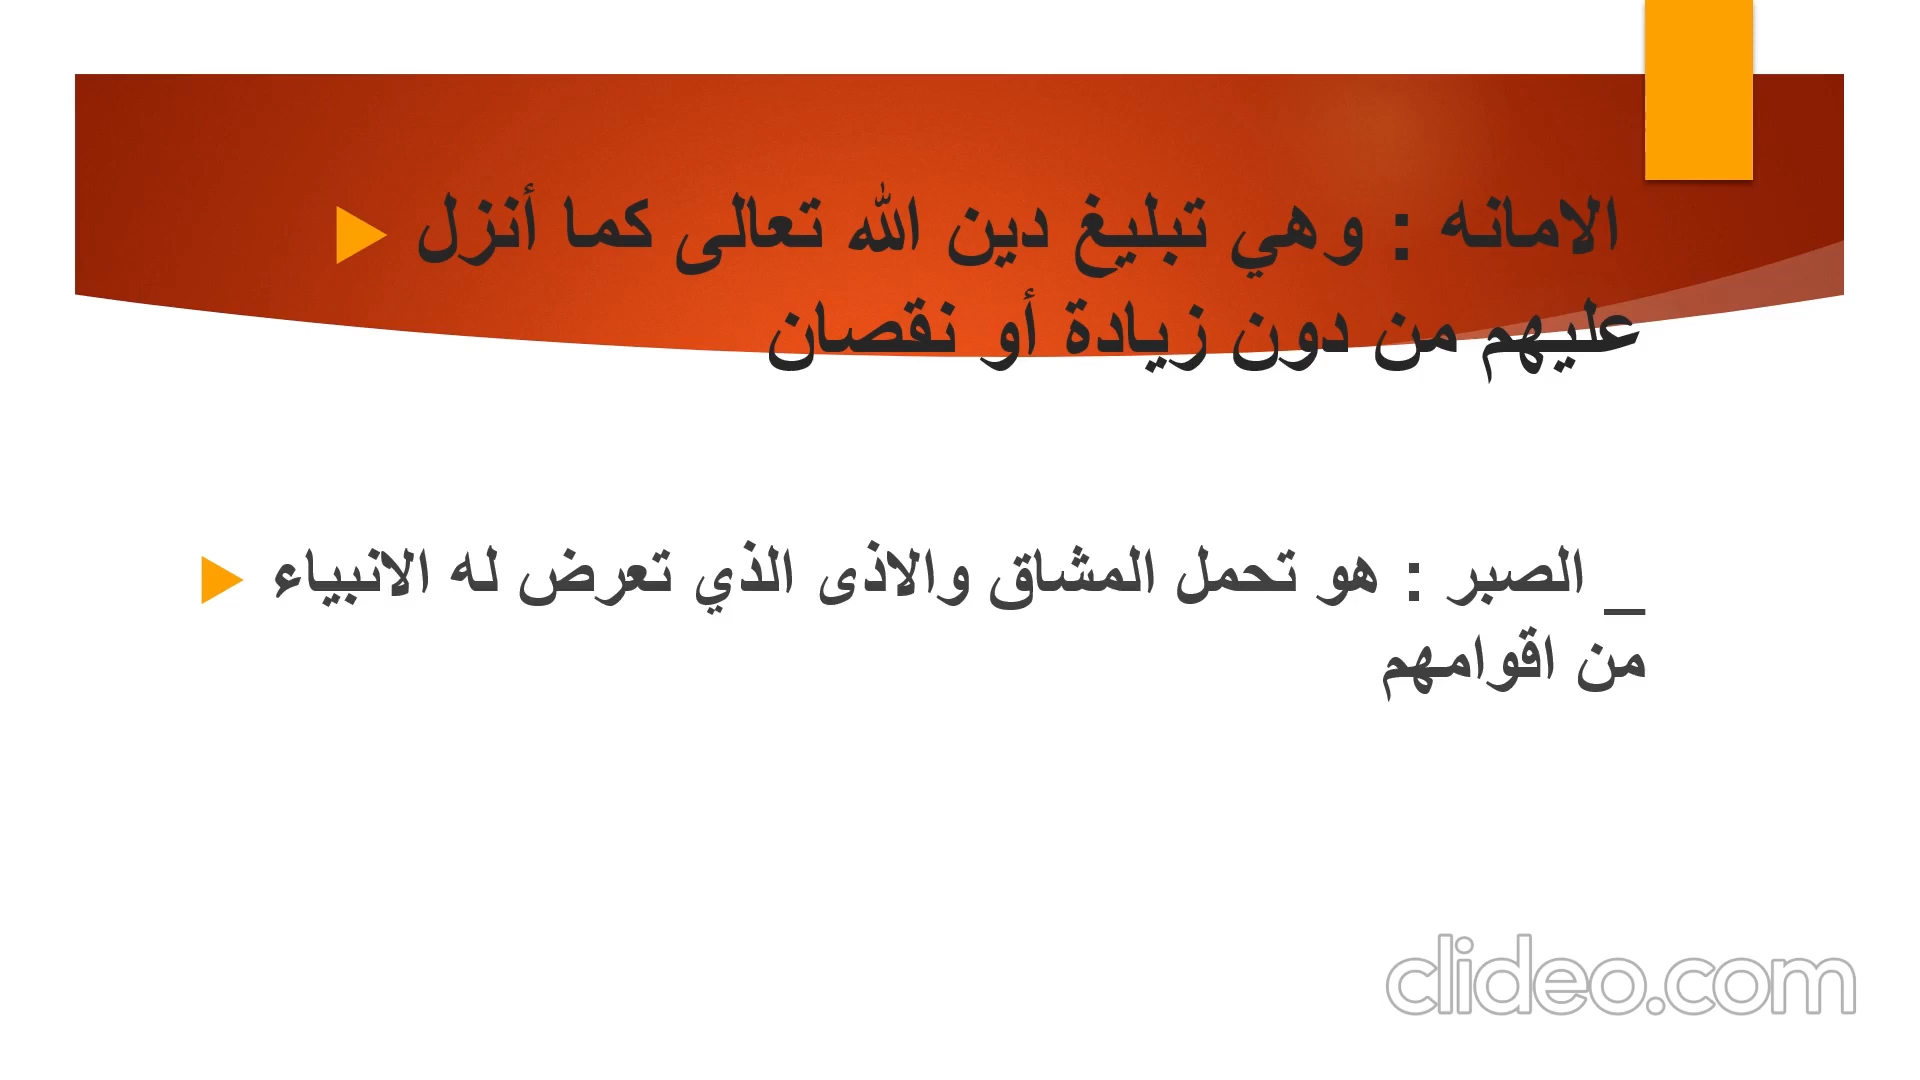 الامانه : وهي تبليغ دين الله تعالى كما أنزل
عليهم من دون زيادة أو نقصان
_ الصبر : هو تحمل المشاق والاذى الذي تعرض له الانبياء
من اقوامهم
clideo.com